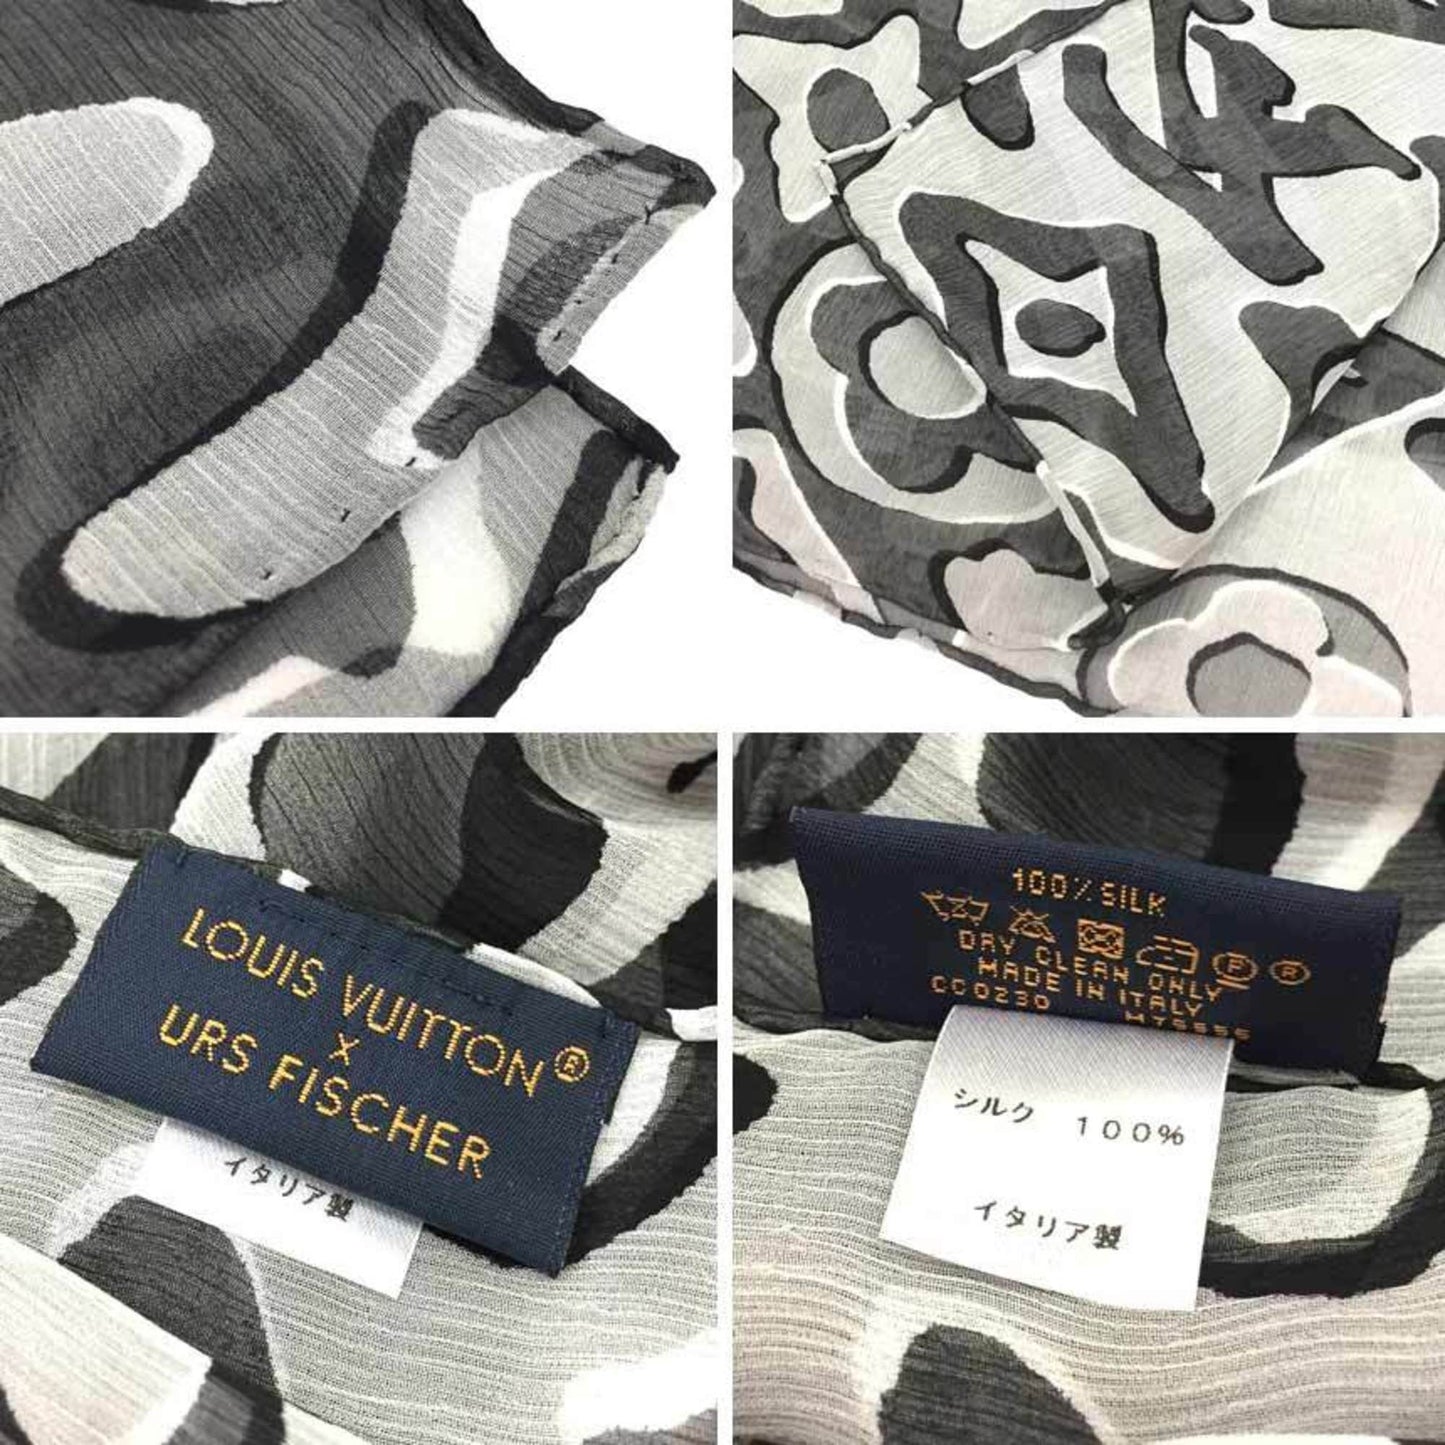 LOUIS VUITTON®
x
URS FISCHER
イタリア製
100% SILK
DRY CLEAN ONLY
MADE IN ITALY
CC0230
シルク 100%
イタリア製